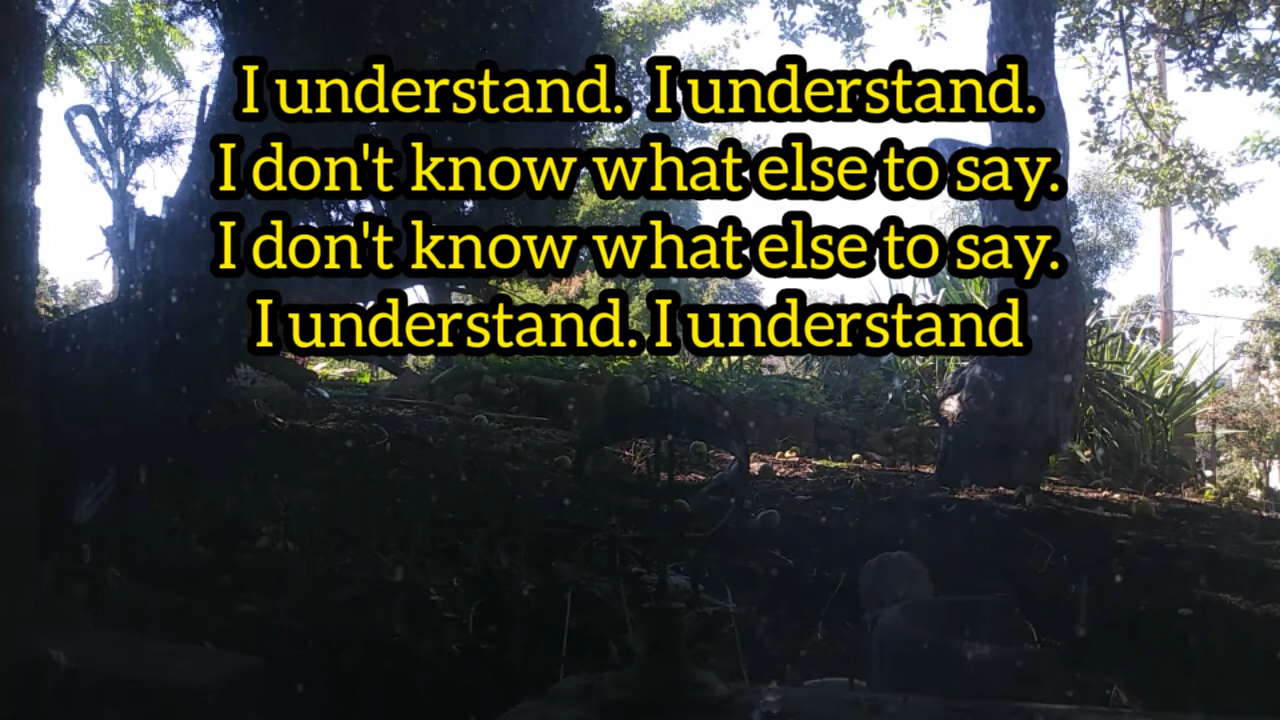 I understand.  I understand.
I don't know what else to say.
I don't know what else to say.
I understand. I understand